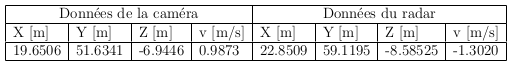 Données de la caméra Données du radar
X [m] Y [m] Z [m] v [m/s] X [m] Y [m] Z [m] v [m/s]
19.6506 51.6341 -6.9446 0.9873 22.8509 59.1195 -8.58525 -1.3020